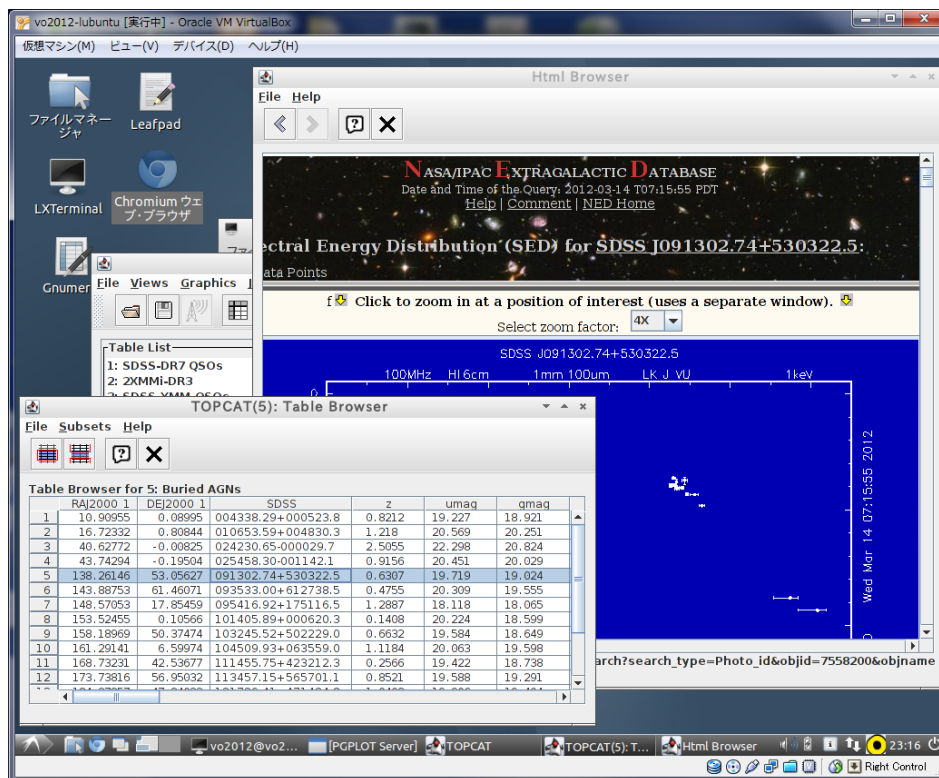 vo2012-lubuntu [実行中] - Oracle VM VirtualBox
仮想マシン(M) ビュー(V) デバイス(D) ヘルプ(H)
ファイルマネージャ
Leafpad
LXTerminal
Chromium ウェブ・ブラウザ
Gnumer
Html Browser
File Help
NASA/IPAC EXTRAGALACTIC DATABASE
Date and Time of the Query: 2012-03-14 T07:15:55 PDT
Help | Comment | NED Home
ectral Energy Distribution (SED) for SDSS J091302.74+530322.5:
ata Points
f Click to zoom in at a position of interest (uses a separate window).
Select zoom factor: 4X
SDSS J091302.74+530322.5
100MHz HI 6cm 1mm 100um LK J VU 1keV
0
Wed Mar 14 07:15:55 2012
arch?search_type=Photo_id&objid=7558200&objname
File Views Graphics
Table List
1: SDSS-DR7 QSOs
2: 2XMMi-DR3
TOPCAT(5): Table Browser
File Subsets Help
Table Browser for 5: Buried AGNs
RAJ2000_1 DEJ2000_1 SDSS z umag gmag
1 10.90955 0.08995 004338.29+000523.8 0.8212 19.227 18.921
2 16.72332 0.80844 010653.59+004830.3 1.218 20.569 20.251
3 40.62772 -0.00825 024230.65-000029.7 2.5055 22.298 20.824
4 43.74294 -0.19504 025458.30-001142.1 0.9156 20.451 20.029
5 138.26146 53.05627 091302.74+530322.5 0.6307 19.719 19.024
6 143.88753 61.46071 093533.00+612738.5 0.4755 20.309 19.555
7 148.57053 17.85459 095416.92+175116.5 1.2887 18.118 18.065
8 153.52455 0.10566 101405.89+000620.3 0.1408 20.224 18.599
9 158.18969 50.37474 103245.52+502229.0 0.6632 19.584 18.649
10 161.29141 6.59974 104509.93+063559.0 1.1184 20.063 19.598
11 168.73231 42.53677 111455.75+423212.3 0.2566 19.422 18.738
12 173.73816 56.95032 113457.15+565701.1 0.8521 19.588 19.291
vo2012@vo2... [PGPLOT Server] TOPCAT TOPCAT(5): T... Html Browser 23:16
Right Control